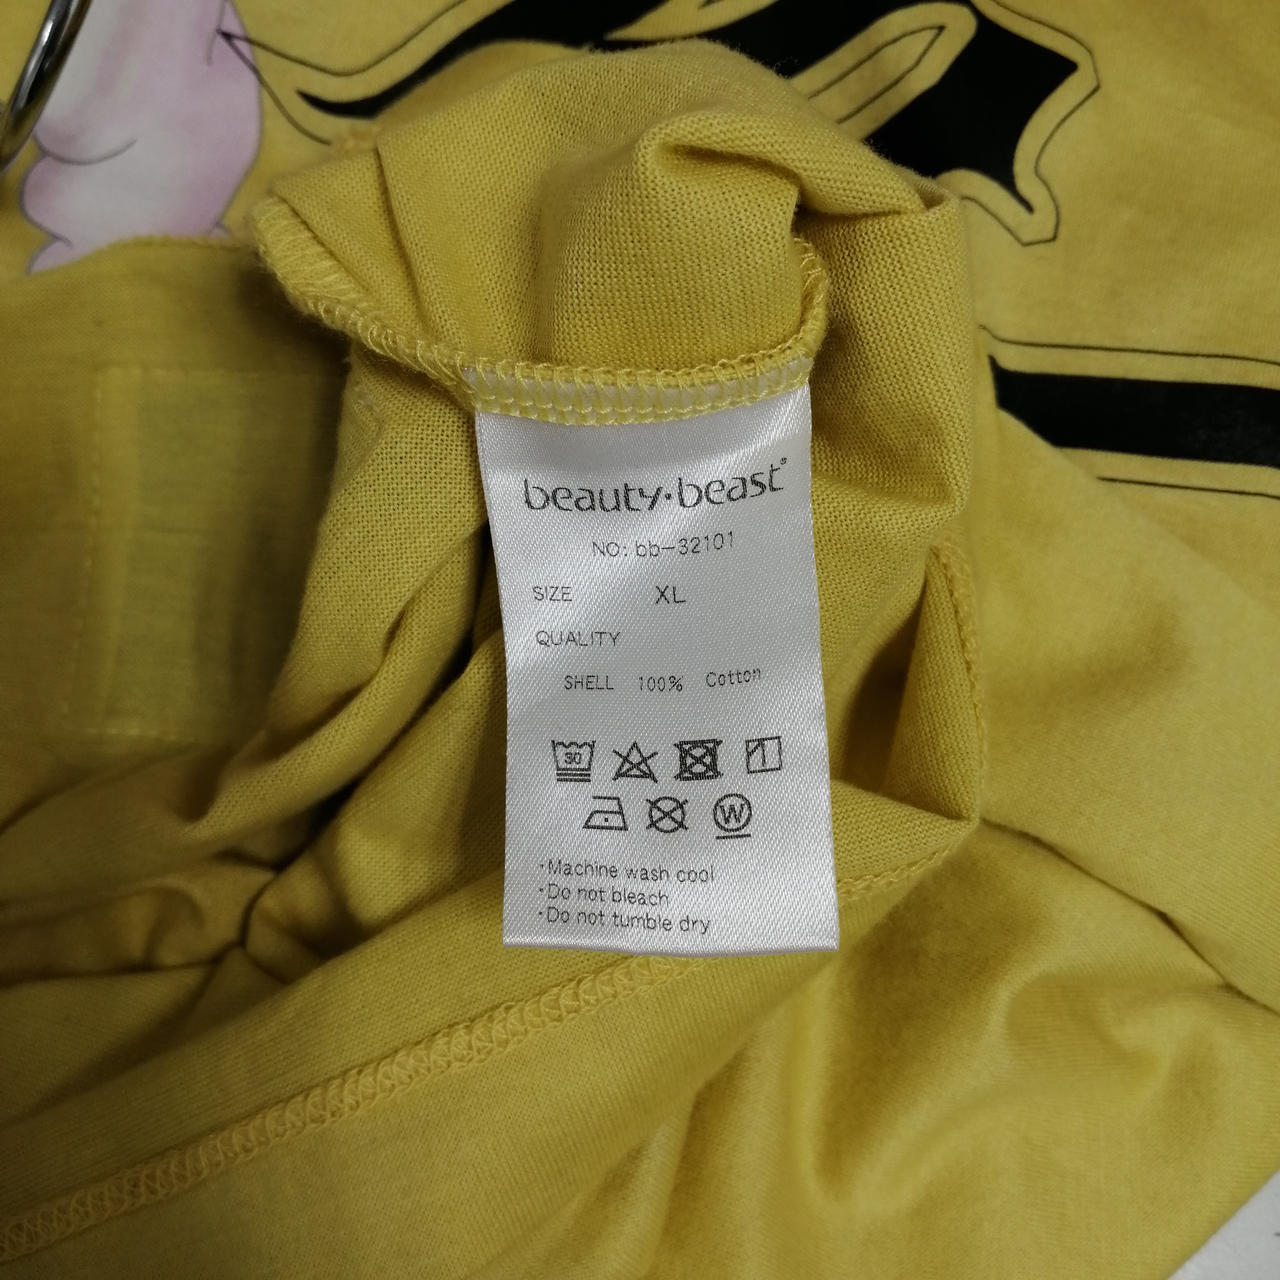 beauty·beast®
NO: bb-32101
SIZE XL
QUALITY
SHELL 100% Cotton
30
W
·Machine wash cool
·Do not bleach
·Do not tumble dry